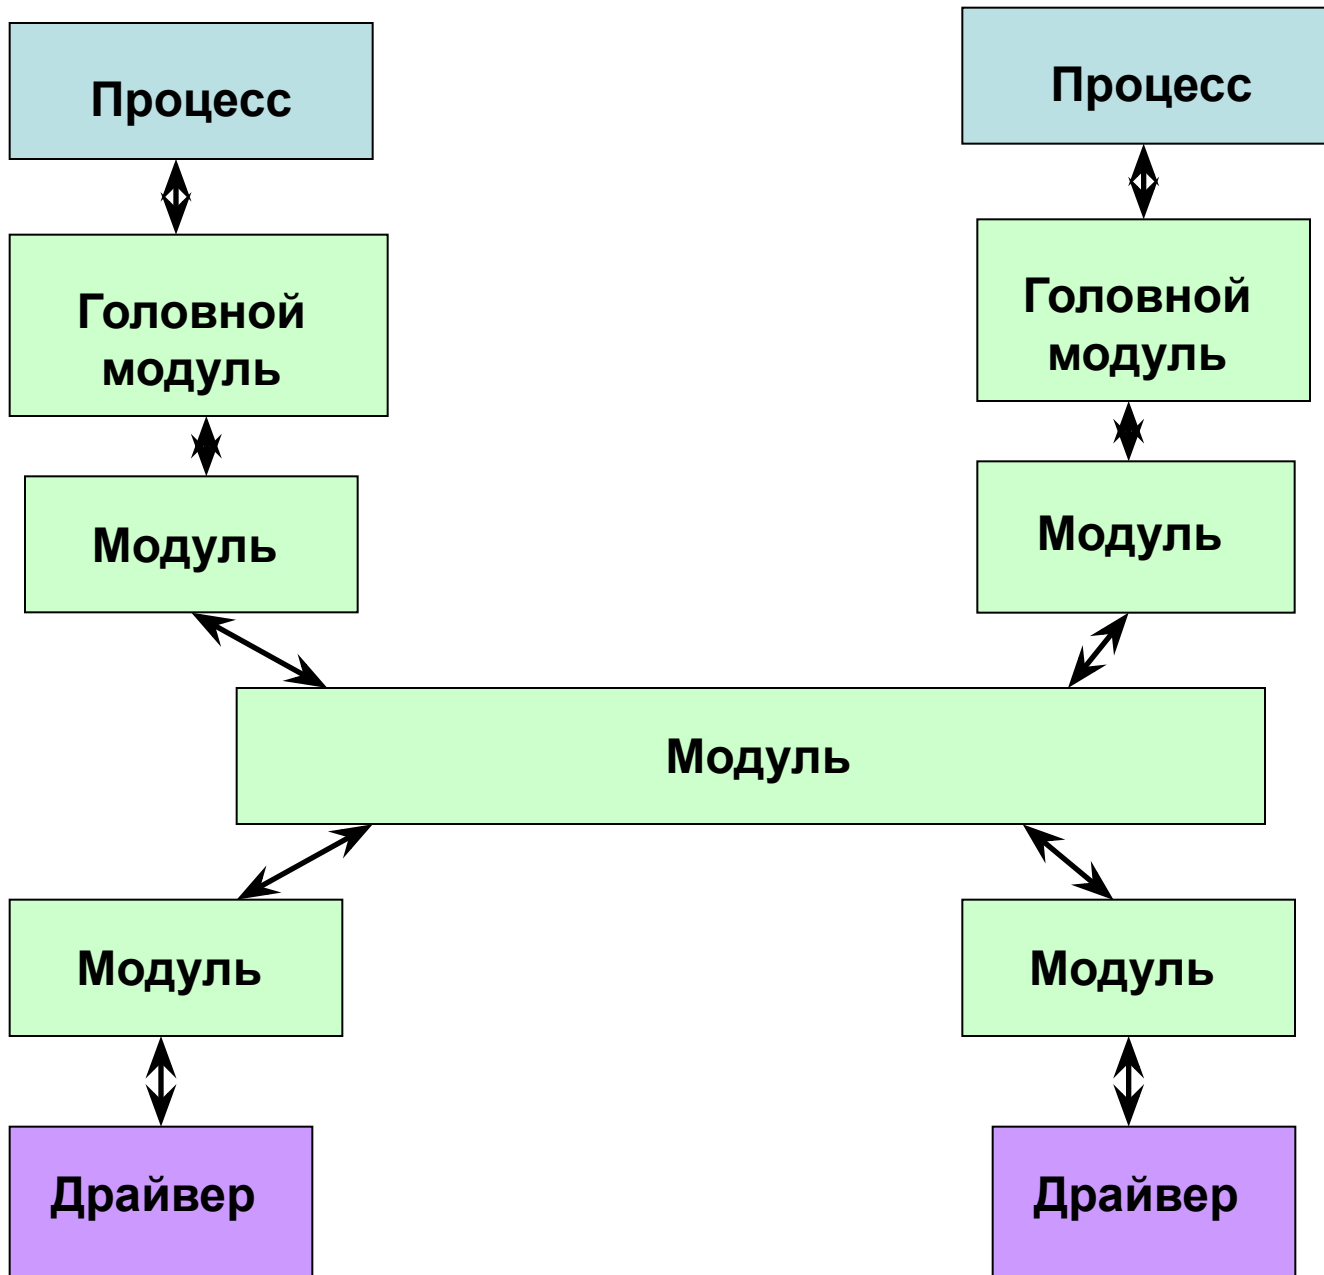 Процесс
Процесс
Головной
модуль
Головной
модуль
Модуль
Модуль
Модуль
Модуль
Модуль
Драйвер
Драйвер